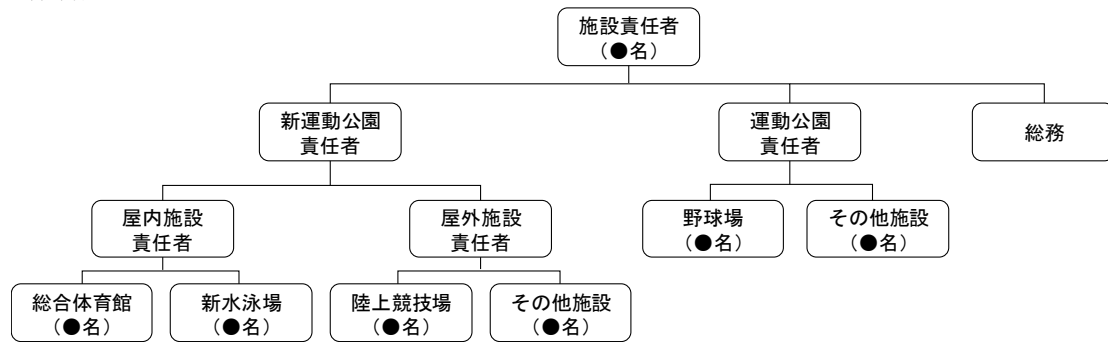 施設責任者
（●名）
新運動公園
責任者
運動公園
責任者
総務
屋内施設
責任者
屋外施設
責任者
野球場
（●名）
その他施設
（●名）
総合体育館
（●名）
新水泳場
（●名）
陸上競技場
（●名）
その他施設
（●名）